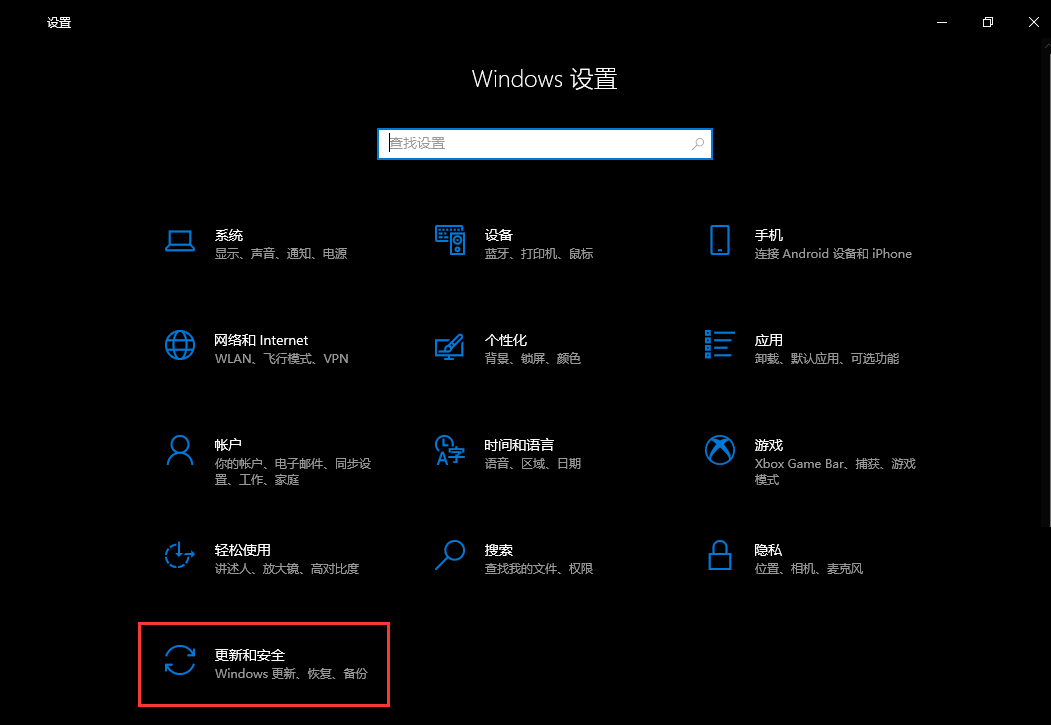 设置
Windows 设置
查找设置
系统
显示、声音、通知、电源
设备
蓝牙、打印机、鼠标
手机
连接 Android 设备和 iPhone
网络和 Internet
WLAN、飞行模式、VPN
个性化
背景、锁屏、颜色
应用
卸载、默认应用、可选功能
帐户
你的帐户、电子邮件、同步设
置、工作、家庭
时间和语言
语音、区域、日期
游戏
Xbox Game Bar、捕获、游戏
模式
轻松使用
讲述人、放大镜、高对比度
搜索
查找我的文件、权限
隐私
位置、相机、麦克风
更新和安全
Windows 更新、恢复、备份